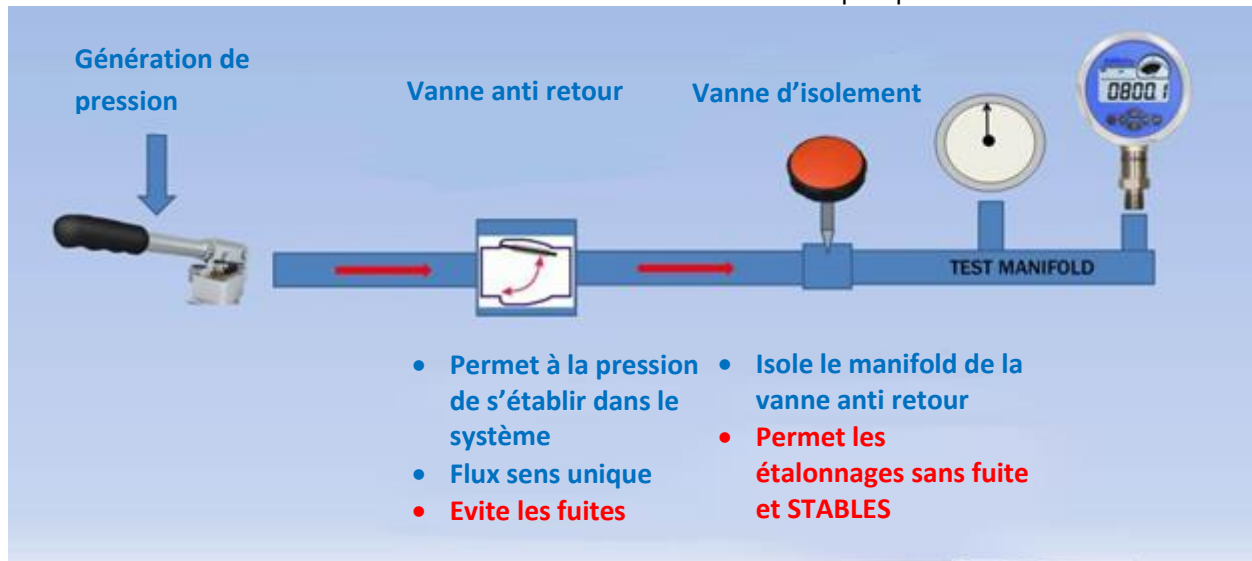 Génération de
pression
Vanne anti retour
Vanne d’isolement
0800.1
TEST MANIFOLD
• Permet à la pression
de s’établir dans le
système
• Flux sens unique
• Evite les fuites
• Isole le manifold de la
vanne anti retour
• Permet les
étalonnages sans fuite
et STABLES